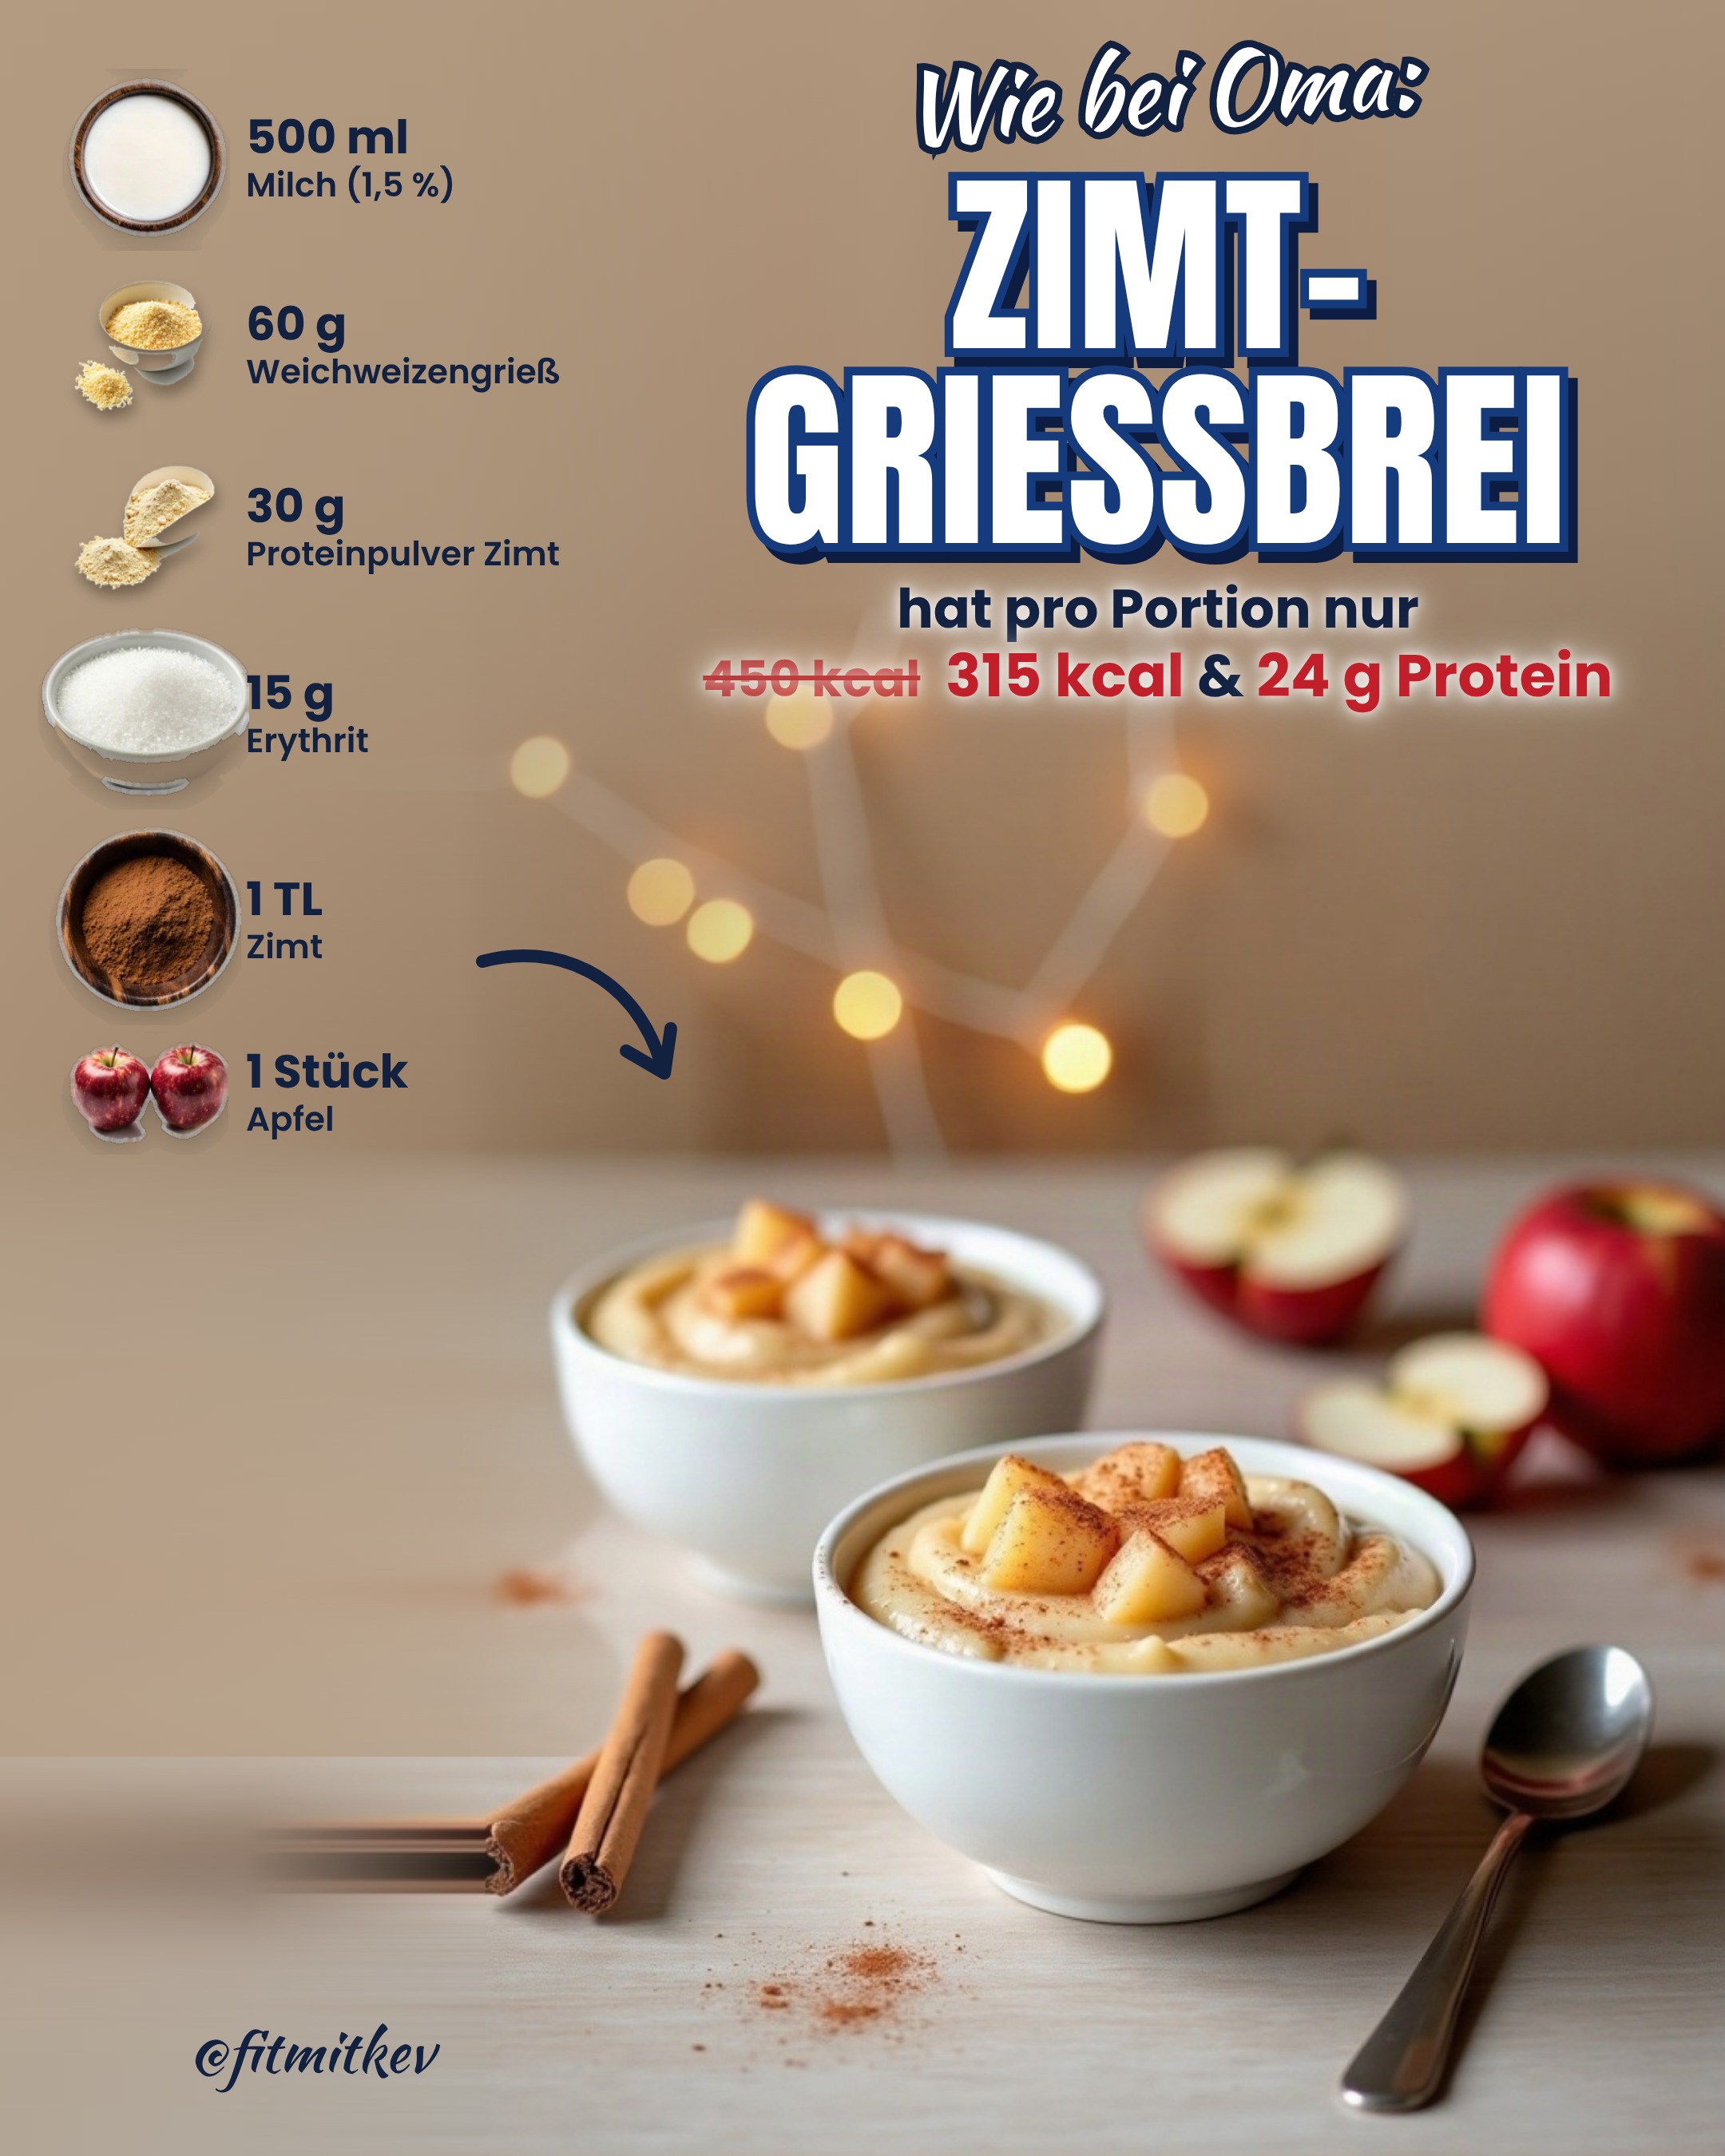 Wie bei Oma:
ZIMT-
GRIESSBREI
hat pro Portion nur
450 kcal 315 kcal & 24 g Protein
500 ml
Milch (1,5 %)
60 g
Weichweizengrieß
30 g
Proteinpulver Zimt
15 g
Erythrit
1 TL
Zimt
1 Stück
Apfel
@fitmitkev